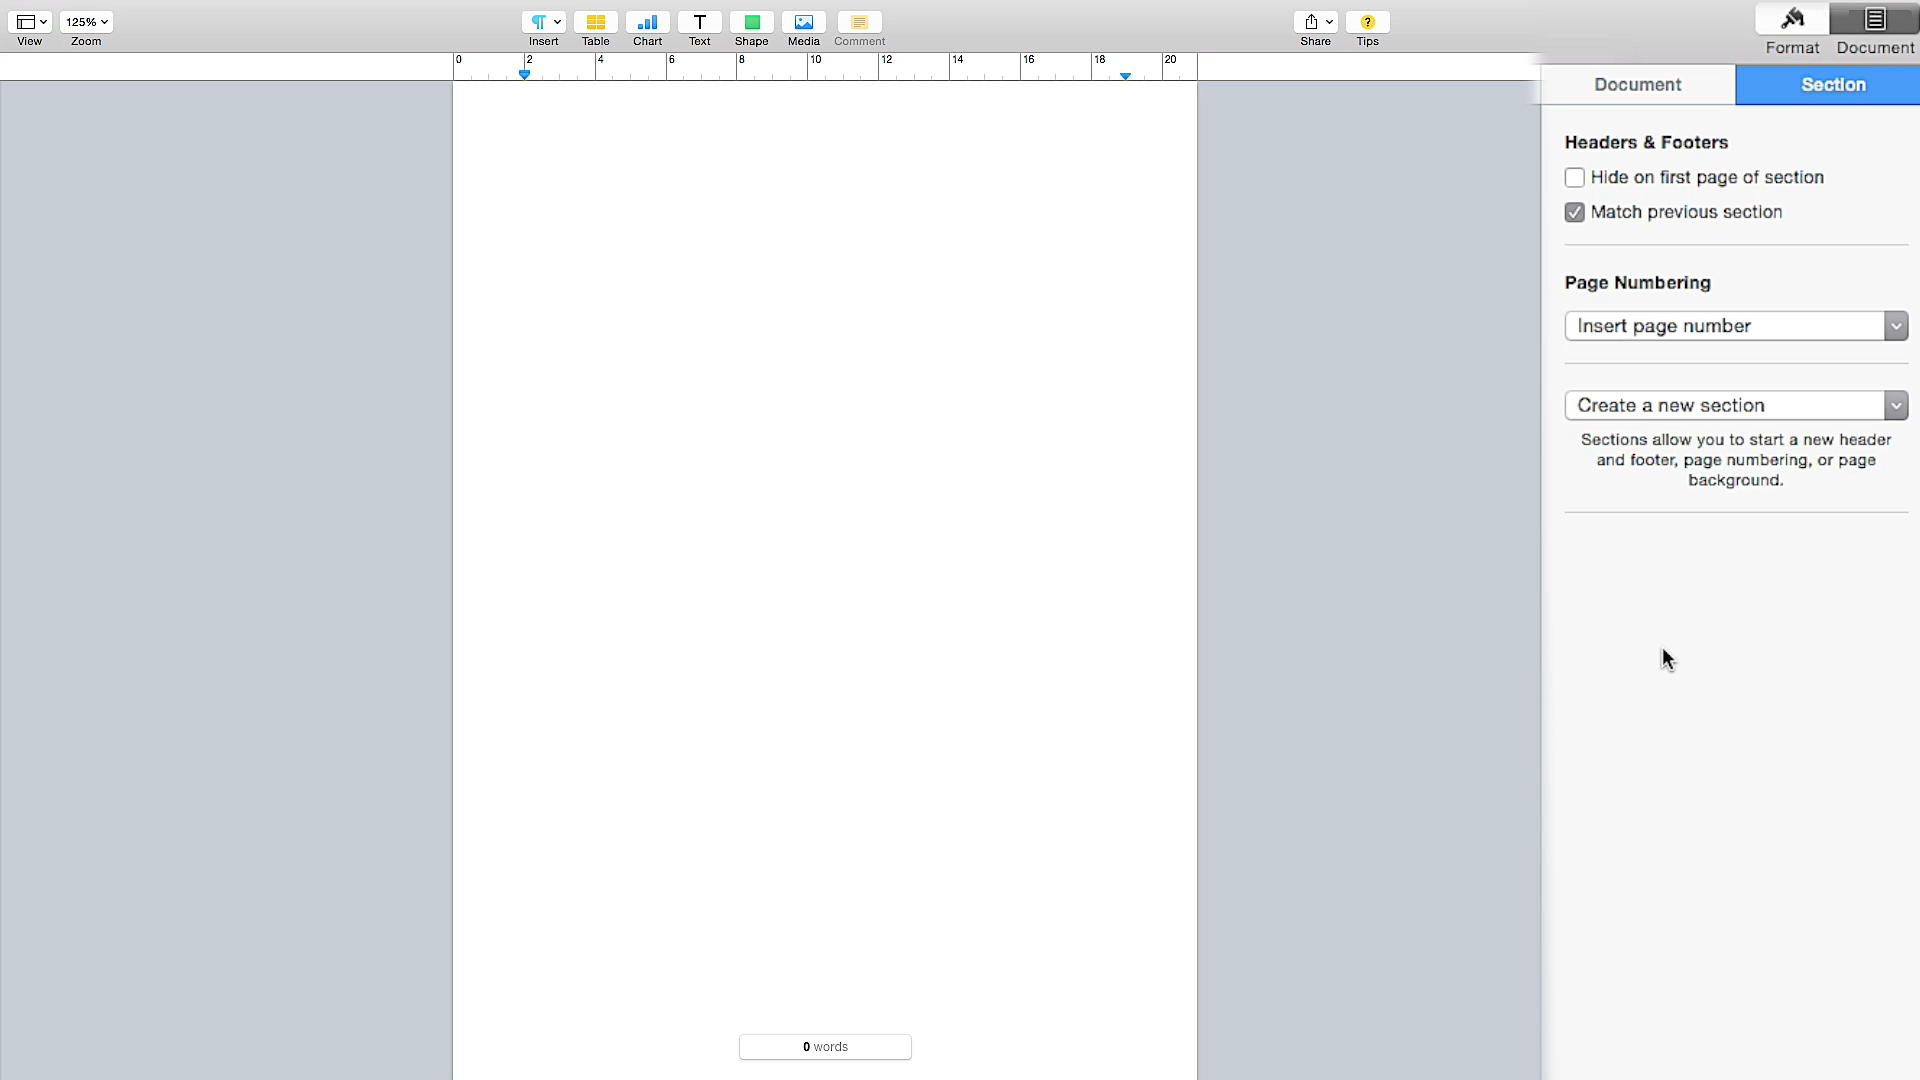 125%
View
Zoom
Insert
Table
Chart
T
Text
Shape
Media
Comment
Share
?
Tips
Format
Document
0 2 4 6 8 10 12 14 16 18 20
Document
Section
Headers & Footers
Hide on first page of section
Match previous section
Page Numbering
Insert page number
Create a new section
Sections allow you to start a new header
and footer, page numbering, or page
background.
0 words